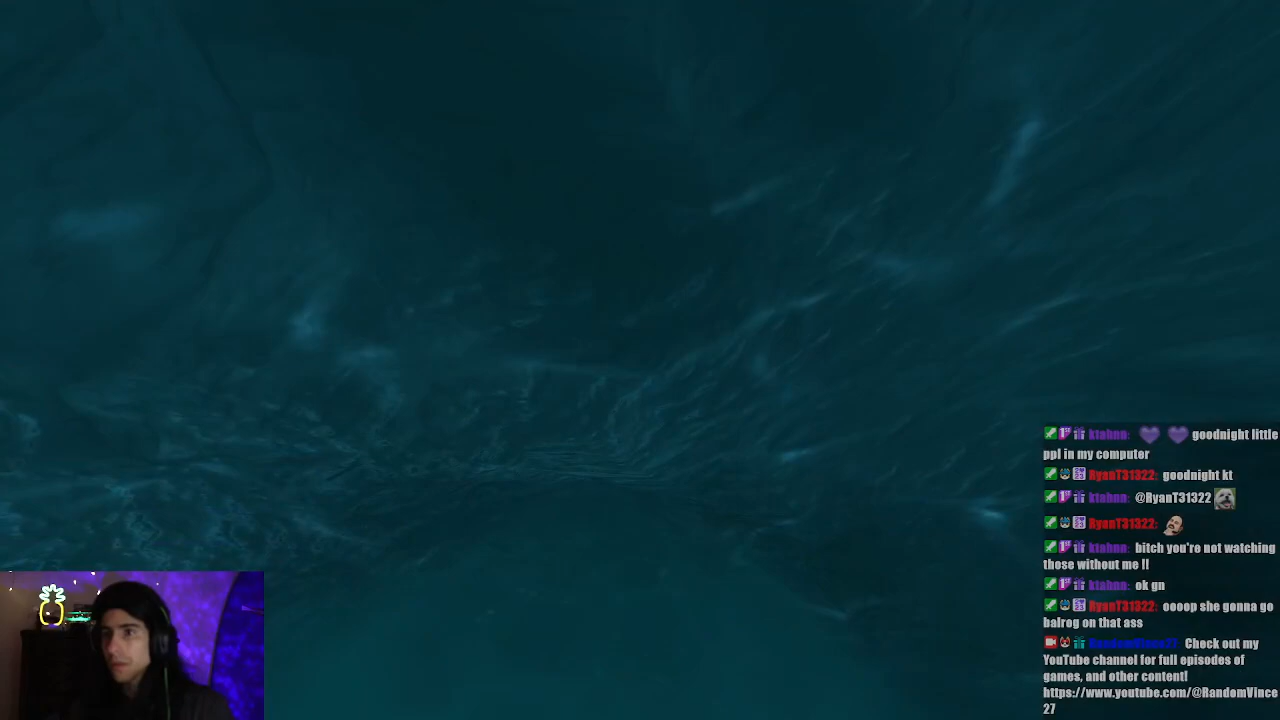 ktahnn: goodnight little
ppl in my computer
RyanT31322: goodnight kt
ktahnn: @RyanT31322
RyanT31322:
ktahnn: bitch you're not watching
those without me !!
ktahnn: ok gn
RyanT31322: oooop she gonna go
balrog on that ass
RandomVince27: Check out my
YouTube channel for full episodes of
games, and other content!
https://www.youtube.com/@RandomVince
27